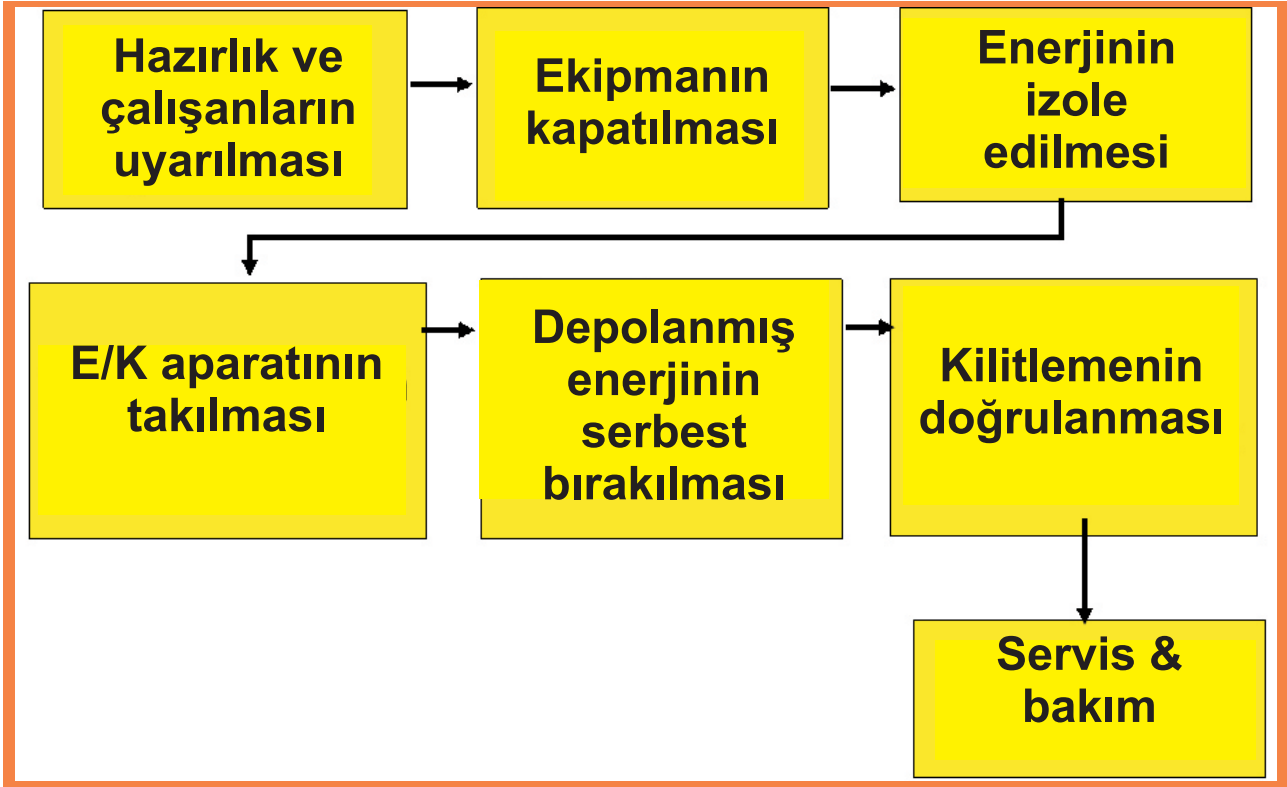 Hazırlık ve
çalışanların
uyarılması
Ekipmanın
kapatılması
Enerjinin
izole
edilmesi
E/K aparatının
takılması
Depolanmış
enerjinin
serbest
bırakılması
Kilitlemenin
doğrulanması
Servis &
bakım